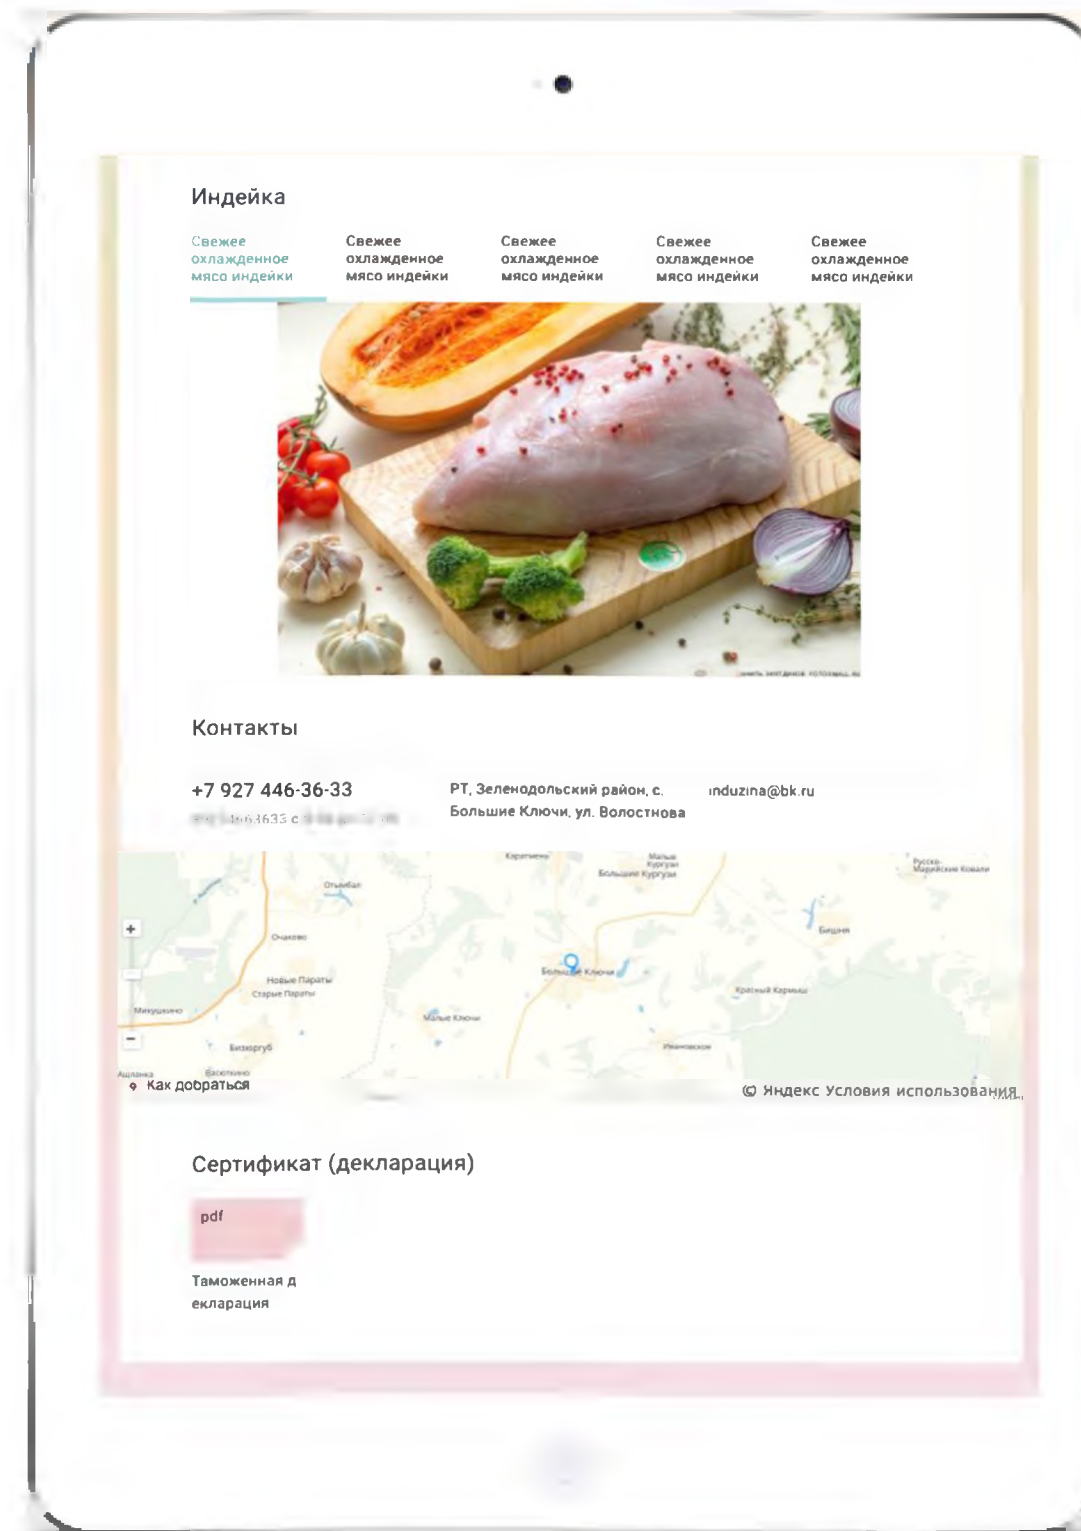 Индейка
Свежее охлажденное мясо индейки
Свежее охлажденное мясо индейки
Свежее охлажденное мясо индейки
Свежее охлажденное мясо индейки
Свежее охлажденное мясо индейки
Контакты
+7 927 446-36-33
РТ, Зеленодольский район, с.
Большие Ключи, ул. Волостнова
induzina@bk.ru
Малые
Кургузи
Большие Кургузи
Русско-
Марийские Ковали
Отымбал
Очаково
Бишня
+
Большие Ключи
Новые Параты
Старые Параты
Красный Кармыш
Микушкино
Малые Ключи
−
Бизюргуб
Ивановское
Васюткино
Ашланка
Как добраться
© Яндекс Условия использования
Сертификат (декларация)
pdf
Таможенная д
екларация